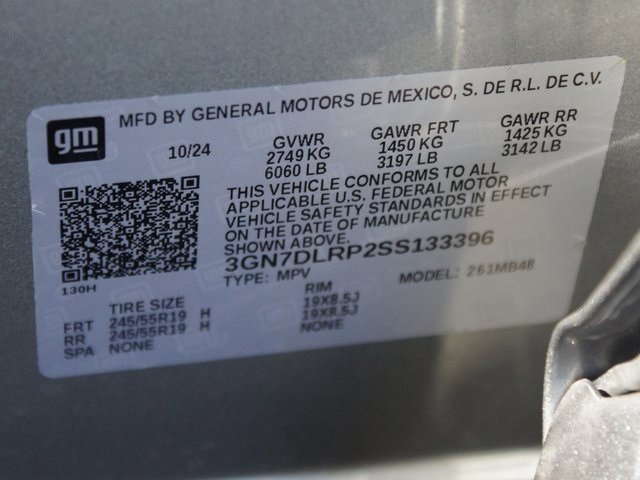 gm
MFD BY GENERAL MOTORS DE MEXICO, S. DE R.L. DE C.V.
10/24 GVWR GAWR FRT GAWR RR
2749 KG 1450 KG 1425 KG
6060 LB 3197 LB 3142 LB
THIS VEHICLE CONFORMS TO ALL
APPLICABLE U.S. FEDERAL MOTOR
VEHICLE SAFETY STANDARDS IN EFFECT
ON THE DATE OF MANUFACTURE
SHOWN ABOVE.
3GN7DLRP2SS133396
TYPE: MPV MODEL: 261MB48
130H
TIRE SIZE RIM
FRT 245/55R19 H 19X8.5J
RR 245/55R19 H 19X8.5J
SPA NONE NONE